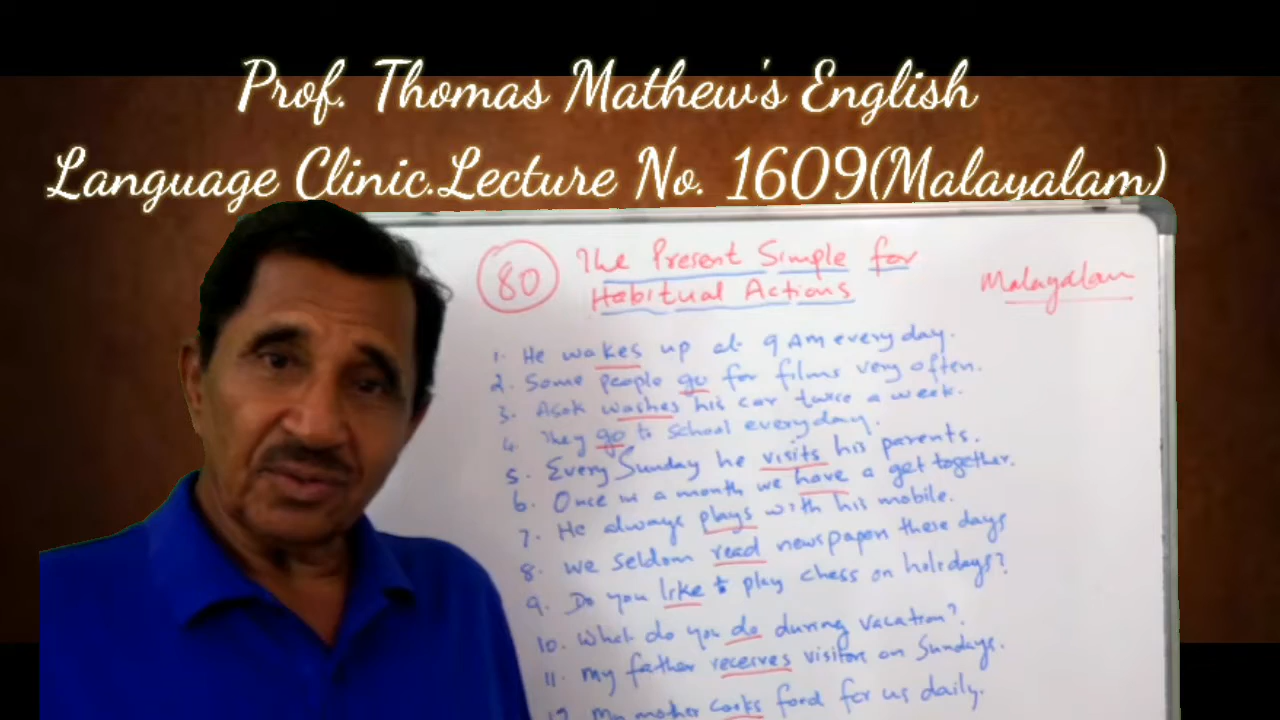 Prof. Thomas Mathew's English
Language Clinic.Lecture No. 1609(Malayalam)
80 The Present Simple for
Habitual Actions
Malayalam
1. He wakes up at 9 AM every day.
2. Some people go for films very often.
3. Asok washes his car twice a week.
4. They go to school everyday.
5. Every Sunday he visits his parents.
6. Once in a month we have a get together.
7. He always plays with his mobile.
8. We seldom read newspapers these days
9. Do you like to play chess on holidays?
10. What do you do during vacation?
11. My father receives visitors on Sundays.
12. My mother cooks food for us daily.